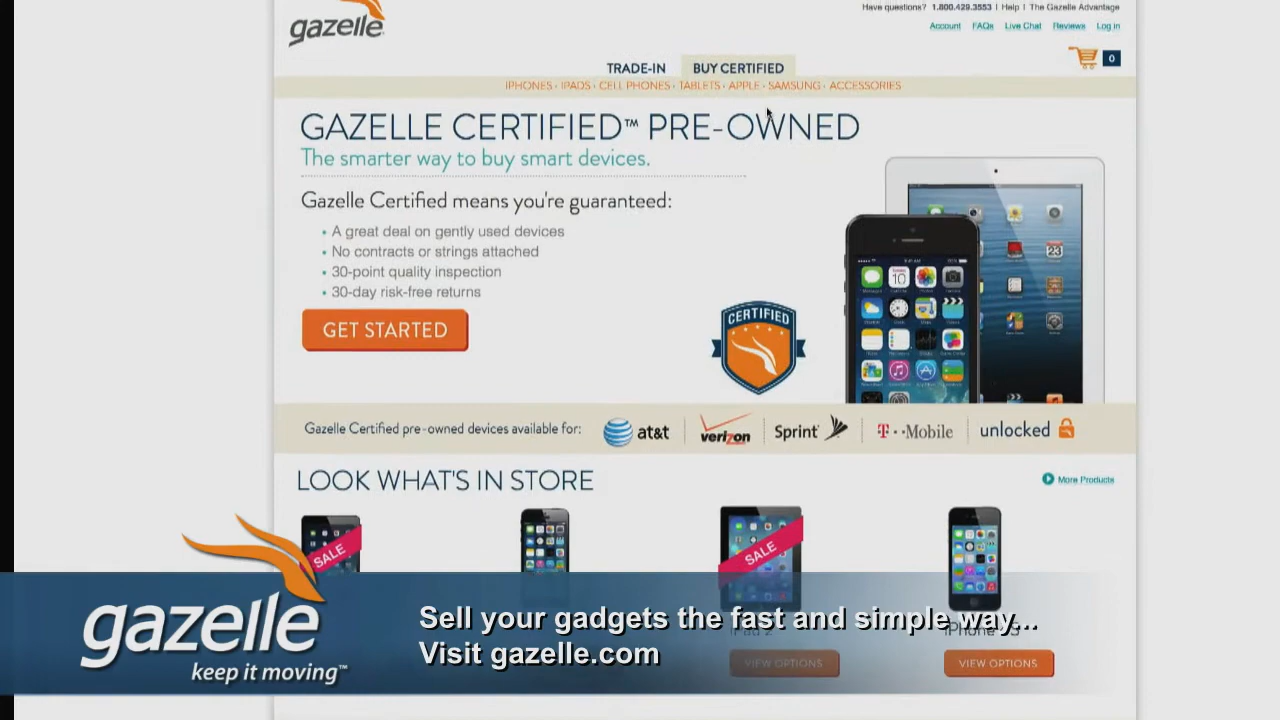 gazelle
Have questions? 1.800.429.3553 | Help | The Gazelle Advantage
Account FAQs Live Chat Reviews Log in
0
TRADE-IN BUY CERTIFIED
IPHONES · IPADS · CELL PHONES · TABLETS · APPLE · SAMSUNG · ACCESSORIES
GAZELLE CERTIFIED™ PRE-OWNED
The smarter way to buy smart devices.
Gazelle Certified means you're guaranteed:
• A great deal on gently used devices
• No contracts or strings attached
• 30-point quality inspection
• 30-day risk-free returns
GET STARTED
CERTIFIED
Gazelle Certified pre-owned devices available for: at&t verizon Sprint T-Mobile unlocked
LOOK WHAT'S IN STORE
More Products
SALE
SALE
iPad 2
VIEW OPTIONS VIEW OPTIONS
gazelle
keep it moving™
Sell your gadgets the fast and simple way...
Visit gazelle.com